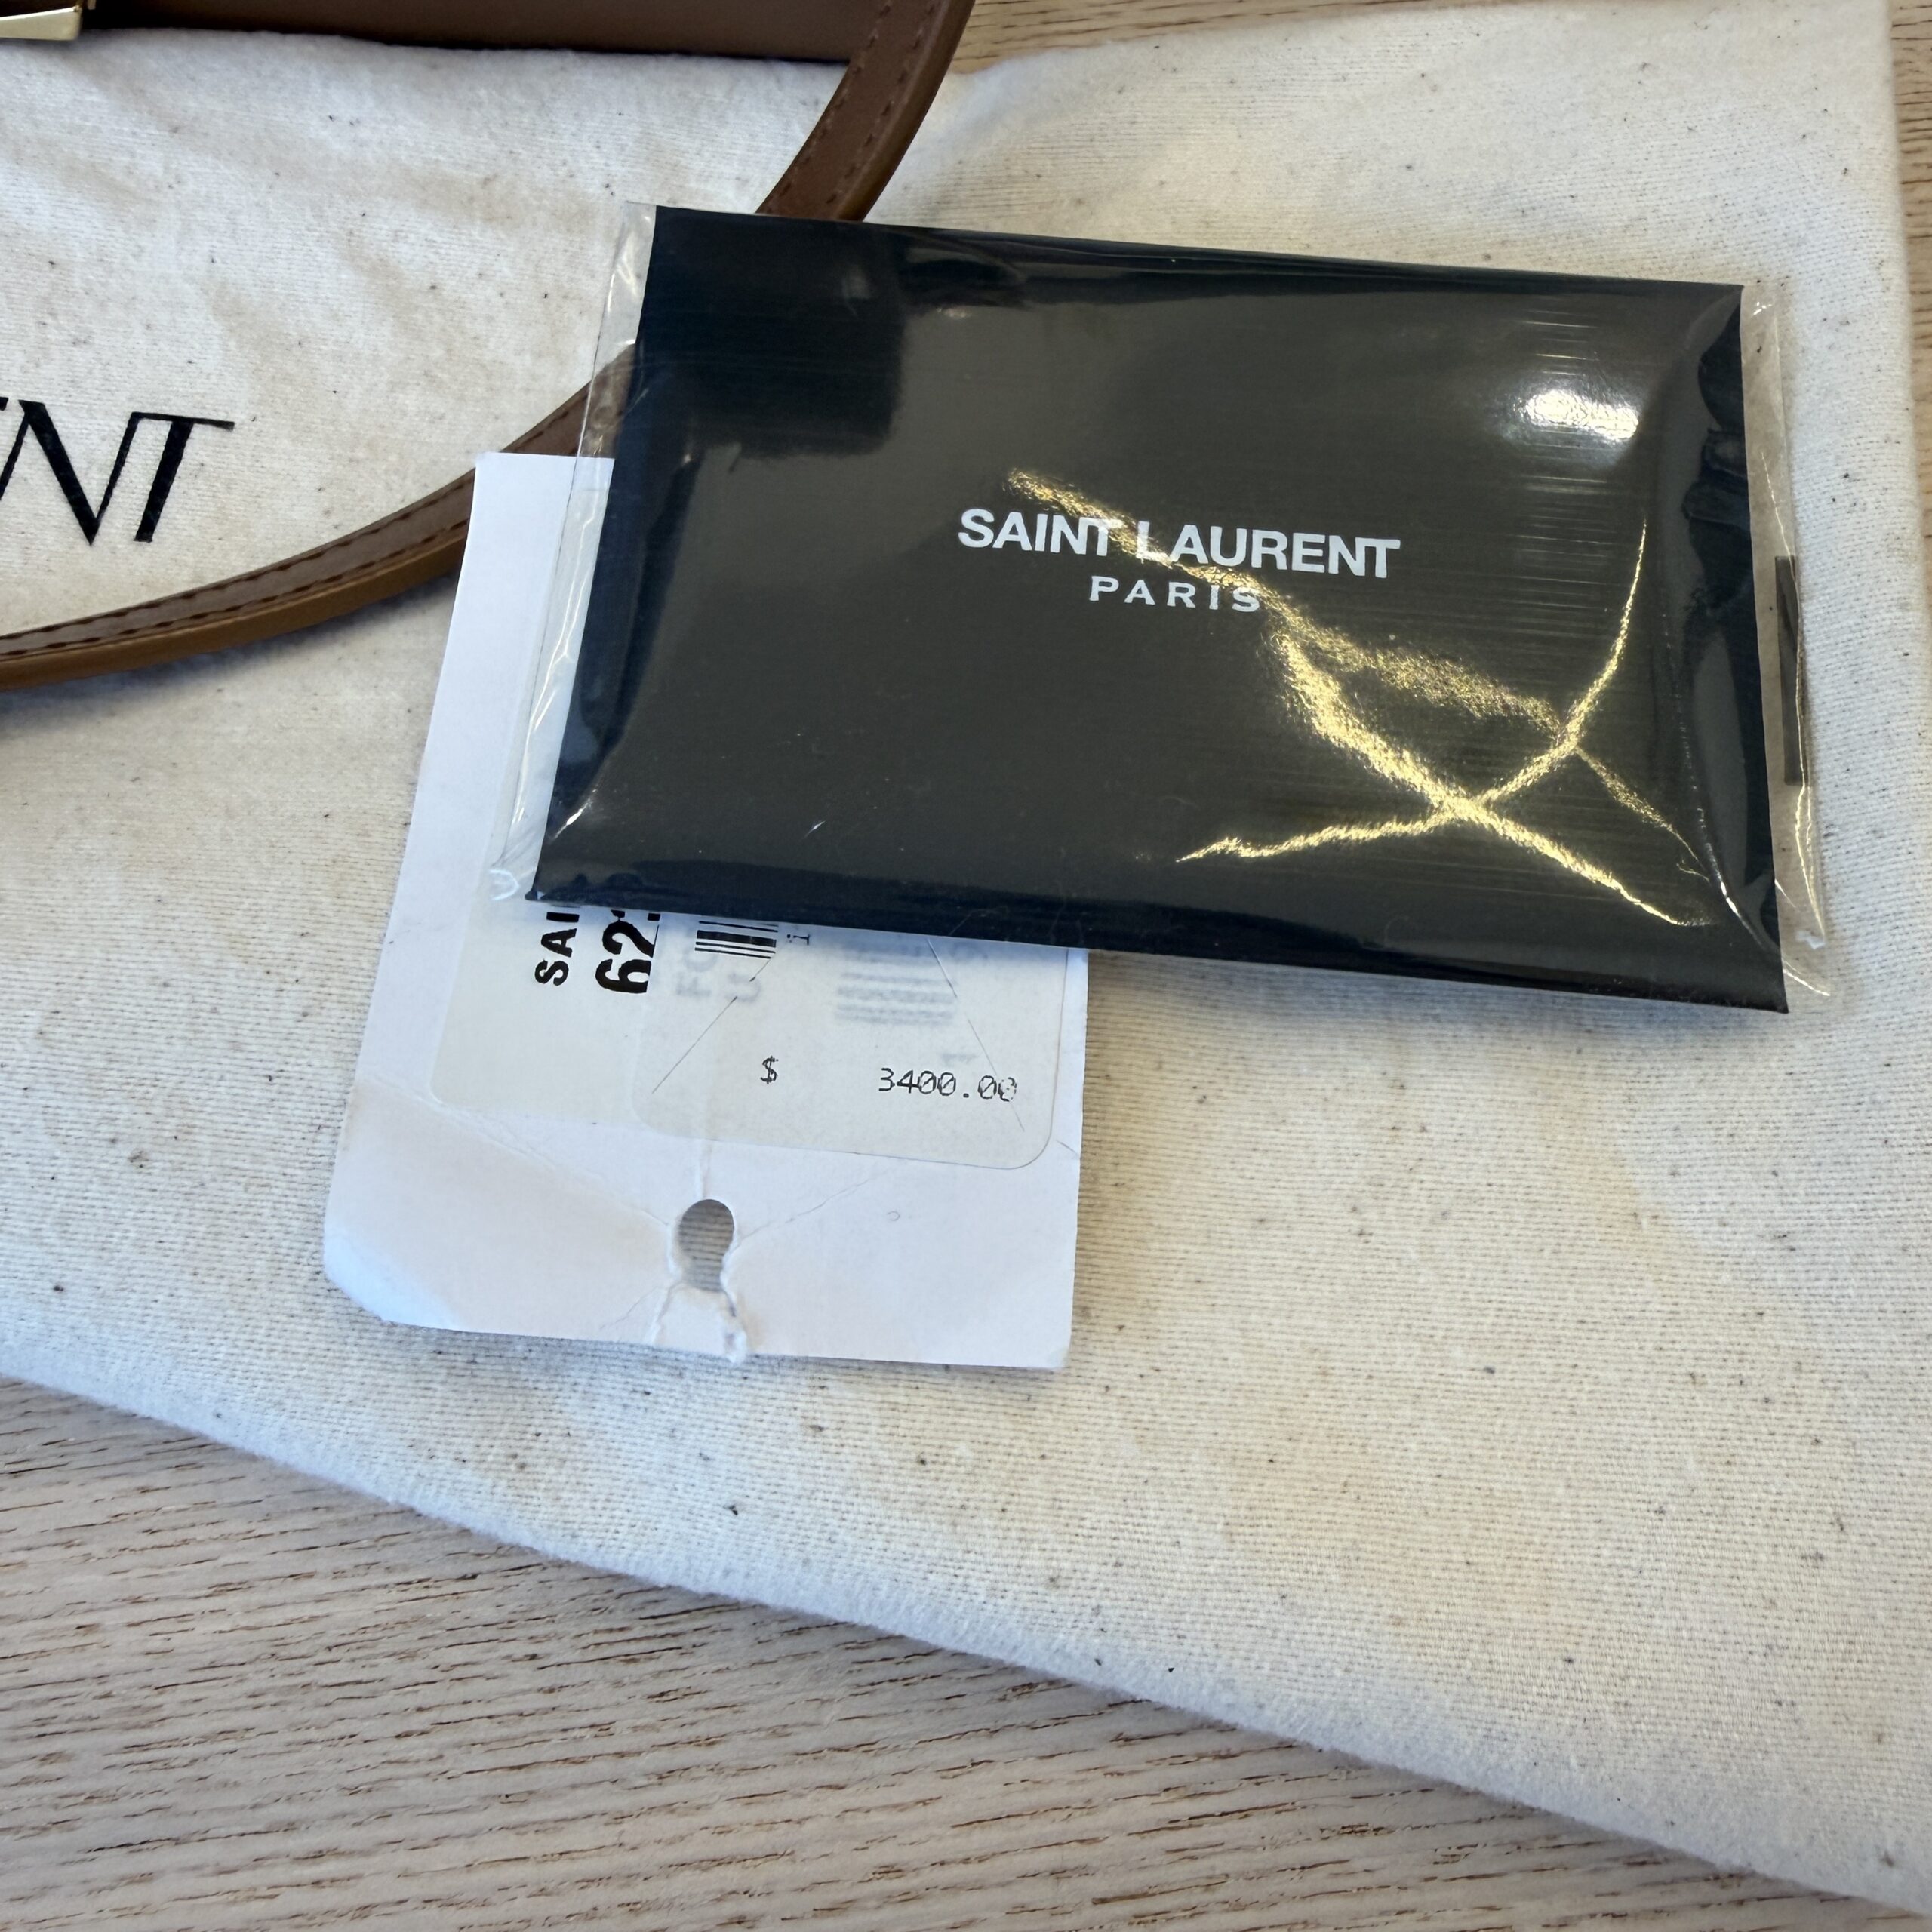 SAINT LAURENT
PARIS
NT
SAI
62
$ 3400.00